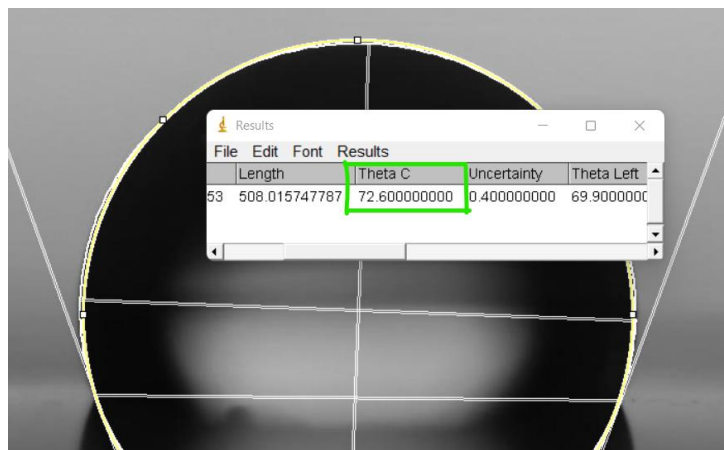 Results
File Edit Font Results
Length Theta C Uncertainty Theta Left
53 508.015747787 72.600000000 0.400000000 69.9000000